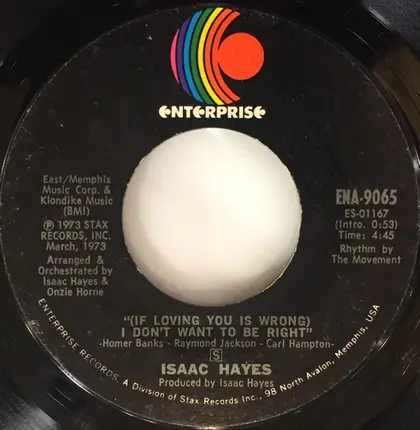 ENTERPRISE
East/Memphis
Music Corp. &
Klondike Music
(BMI)
℗ 1973 STAX
RECORDS, INC.
March, 1973
Arranged &
Orchestrated by
Isaac Hayes &
Onzie Horne
ENA-9065
ES-01167
(Intro. 0:53)
Time: 4:45
Rhythm by
The Movement
"(IF LOVING YOU IS WRONG)
I DON'T WANT TO BE RIGHT"
-Homer Banks - Raymond Jackson - Carl Hampton-
S
ISAAC HAYES
Produced by Isaac Hayes
ENTERPRISE RECORDS, A Division of Stax Records Inc., 98 North Avalon, Memphis, USA